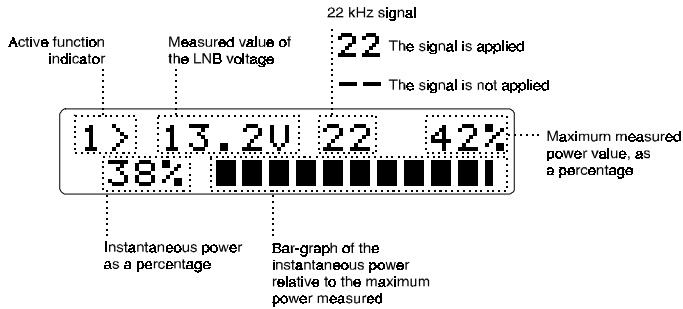 22 kHz signal
22 The signal is applied
-- The signal is not applied
Active function
indicator
Measured value of
the LNB voltage
1> 13.2V 22 42%
38%
Maximum measured
power value, as
a percentage
Instantaneous power
as a percentage
Bar-graph of the
instantaneous power
relative to the maximum
power measured